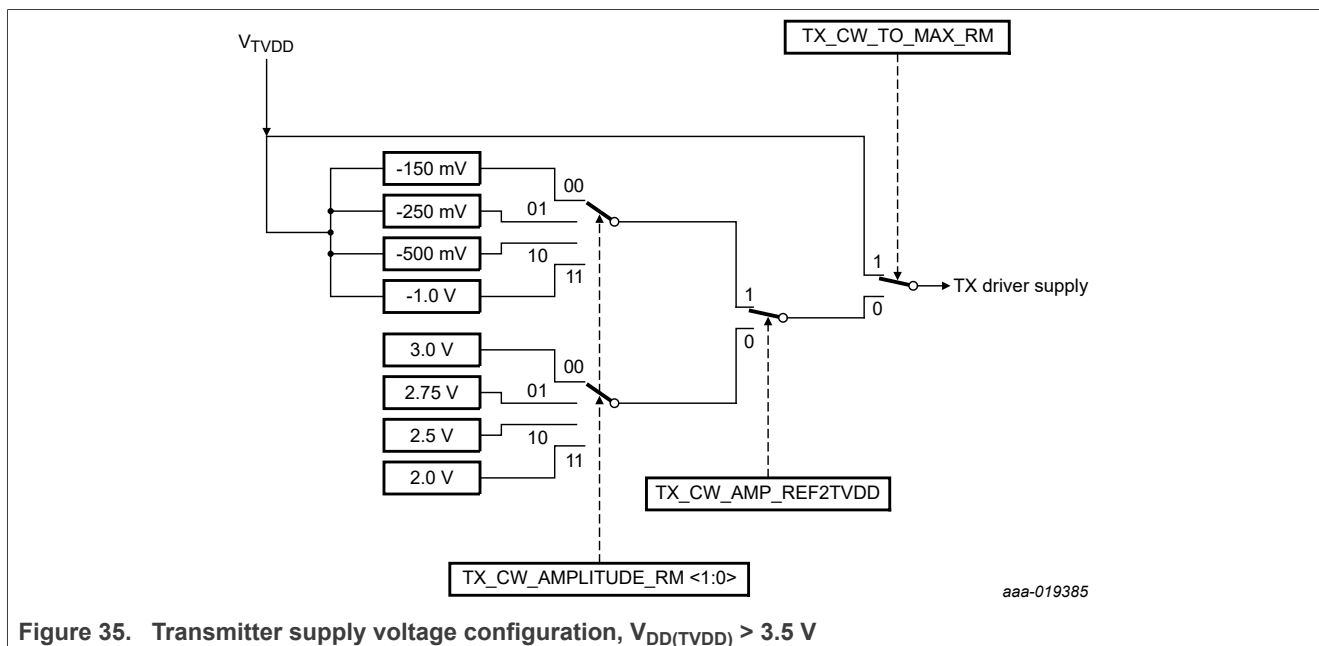 TX_CW_TO_MAX_RM
VTVDD
-150 mV
00
-250 mV
01
-500 mV
10
-1.0 V
11
1
TX driver supply
0
1
0
3.0 V
00
2.75 V
01
2.5 V
10
2.0 V
11
TX_CW_AMP_REF2TVDD
TX_CW_AMPLITUDE_RM <1:0>
aaa-019385
Figure 35. Transmitter supply voltage configuration, VDD(TVDD) > 3.5 V